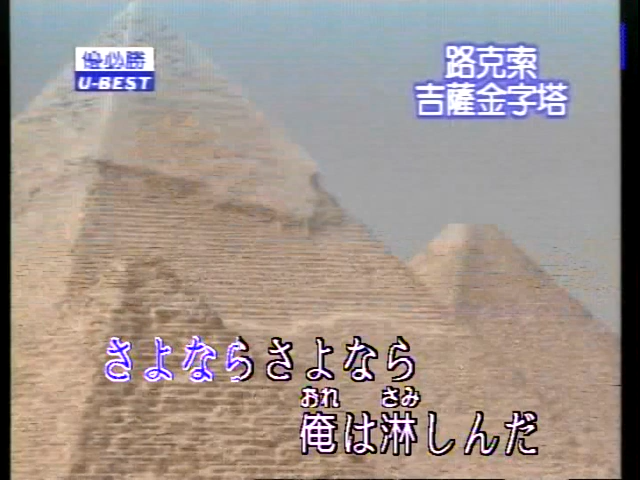 優必勝
U-BEST
路克索
吉薩金字塔
さよならさよなら
おれ さみ
俺は淋しんだ